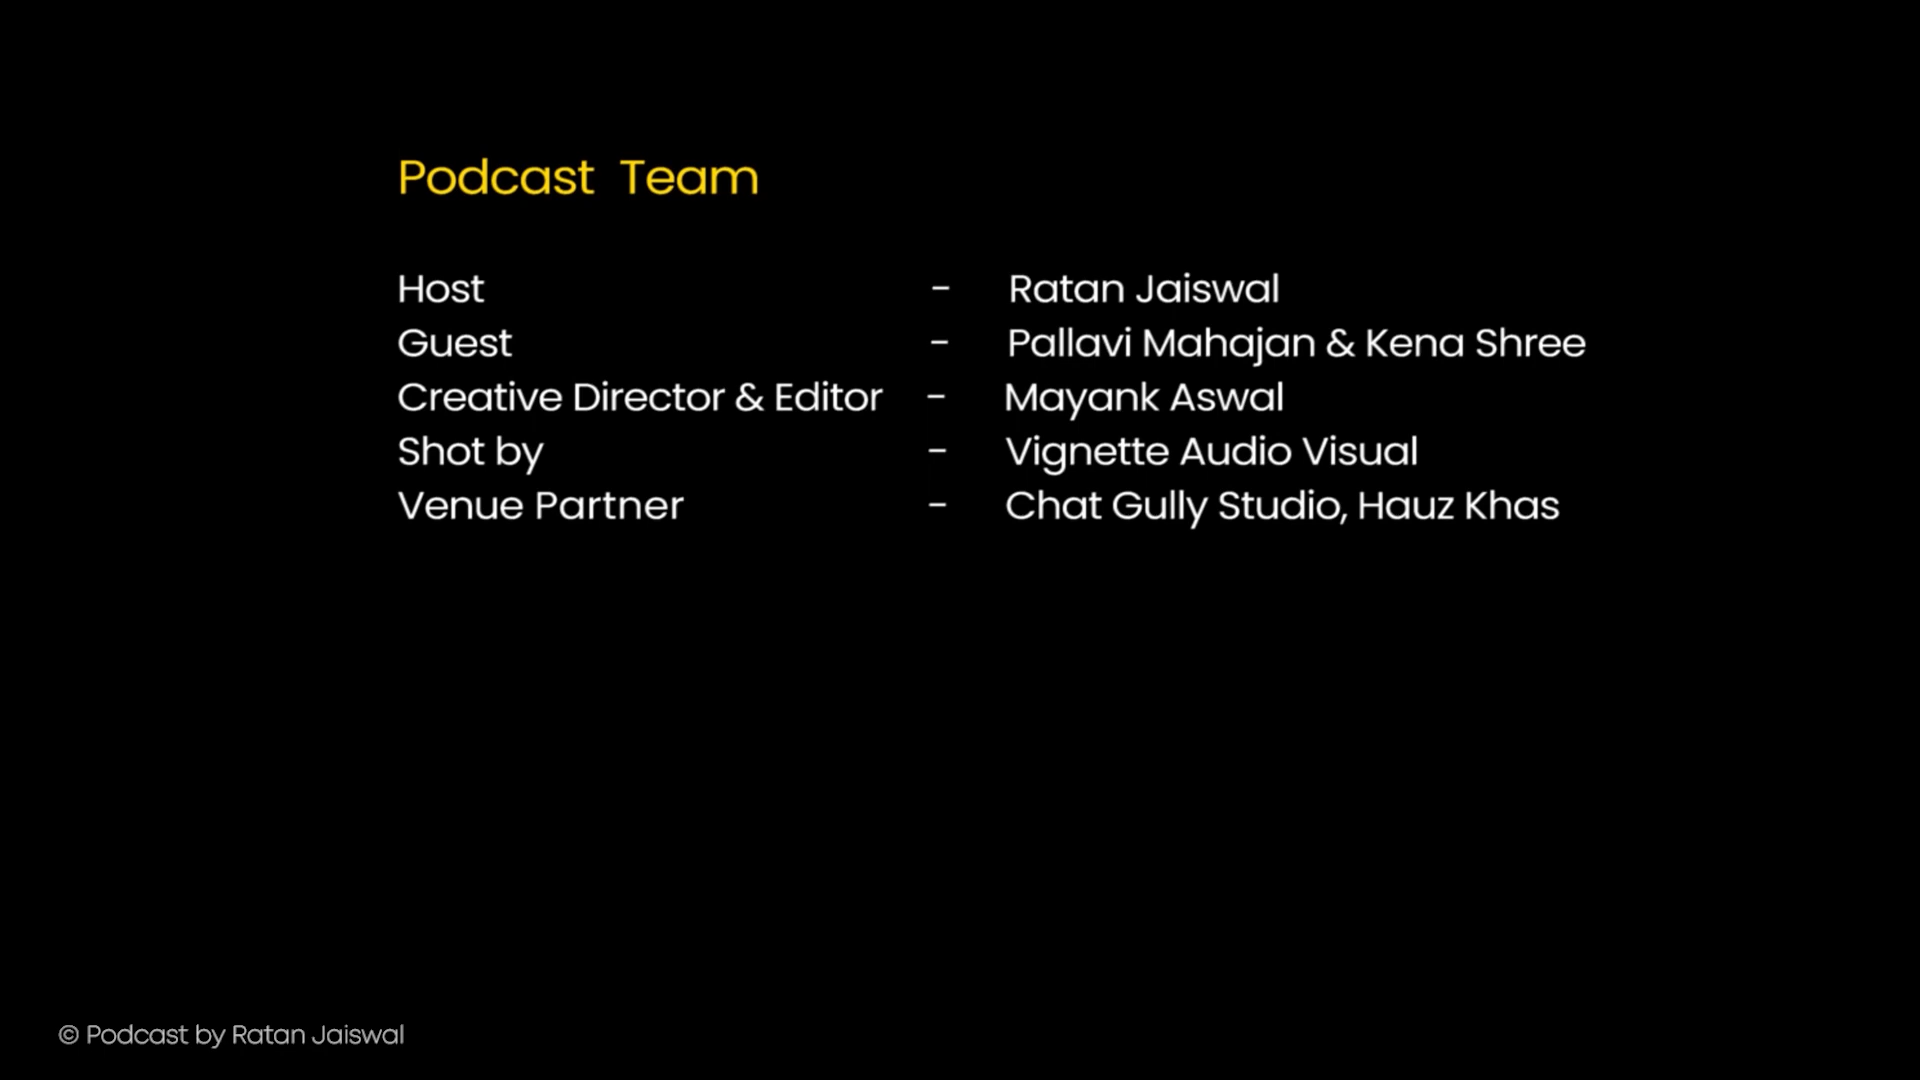 Podcast Team
Host - Ratan Jaiswal
Guest - Pallavi Mahajan & Kena Shree
Creative Director & Editor - Mayank Aswal
Shot by - Vignette Audio Visual
Venue Partner - Chat Gully Studio, Hauz Khas
© Podcast by Ratan Jaiswal